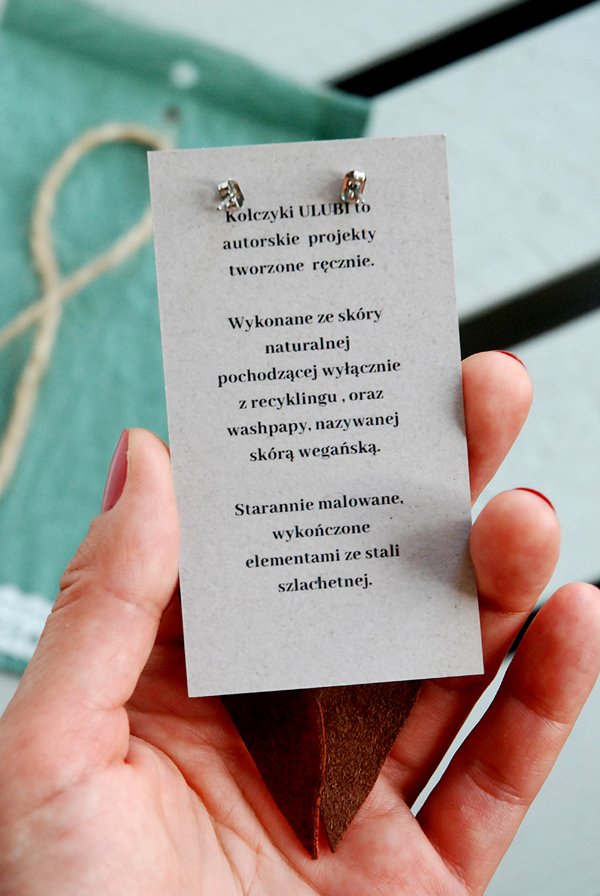 Kolczyki ULUBI to
autorskie projekty
tworzone ręcznie.
Wykonane ze skóry
naturalnej
pochodzącej wyłącznie
z recyklingu , oraz
washpapy, nazywanej
skórą wegańską.
Starannie malowane,
wykończone
elementami ze stali
szlachetnej.